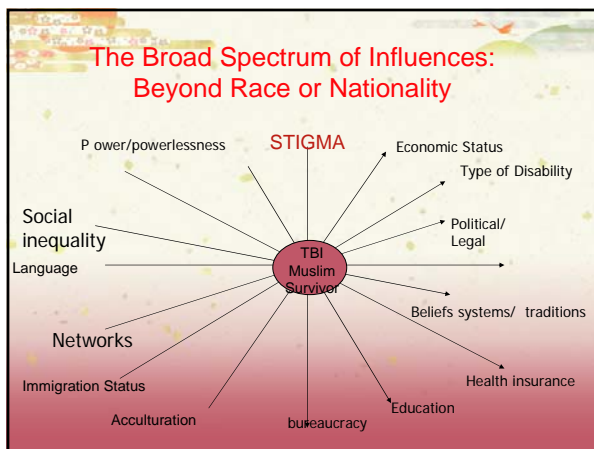 The Broad Spectrum of Influences:
Beyond Race or Nationality
P ower/powerlessness
STIGMA
Economic Status
Type of Disability
Social
inequality
Political/
Legal
Language
TBI
Muslim
Survivor
Beliefs systems/ traditions
Networks
Health insurance
Immigration Status
Education
Acculturation
bureaucracy